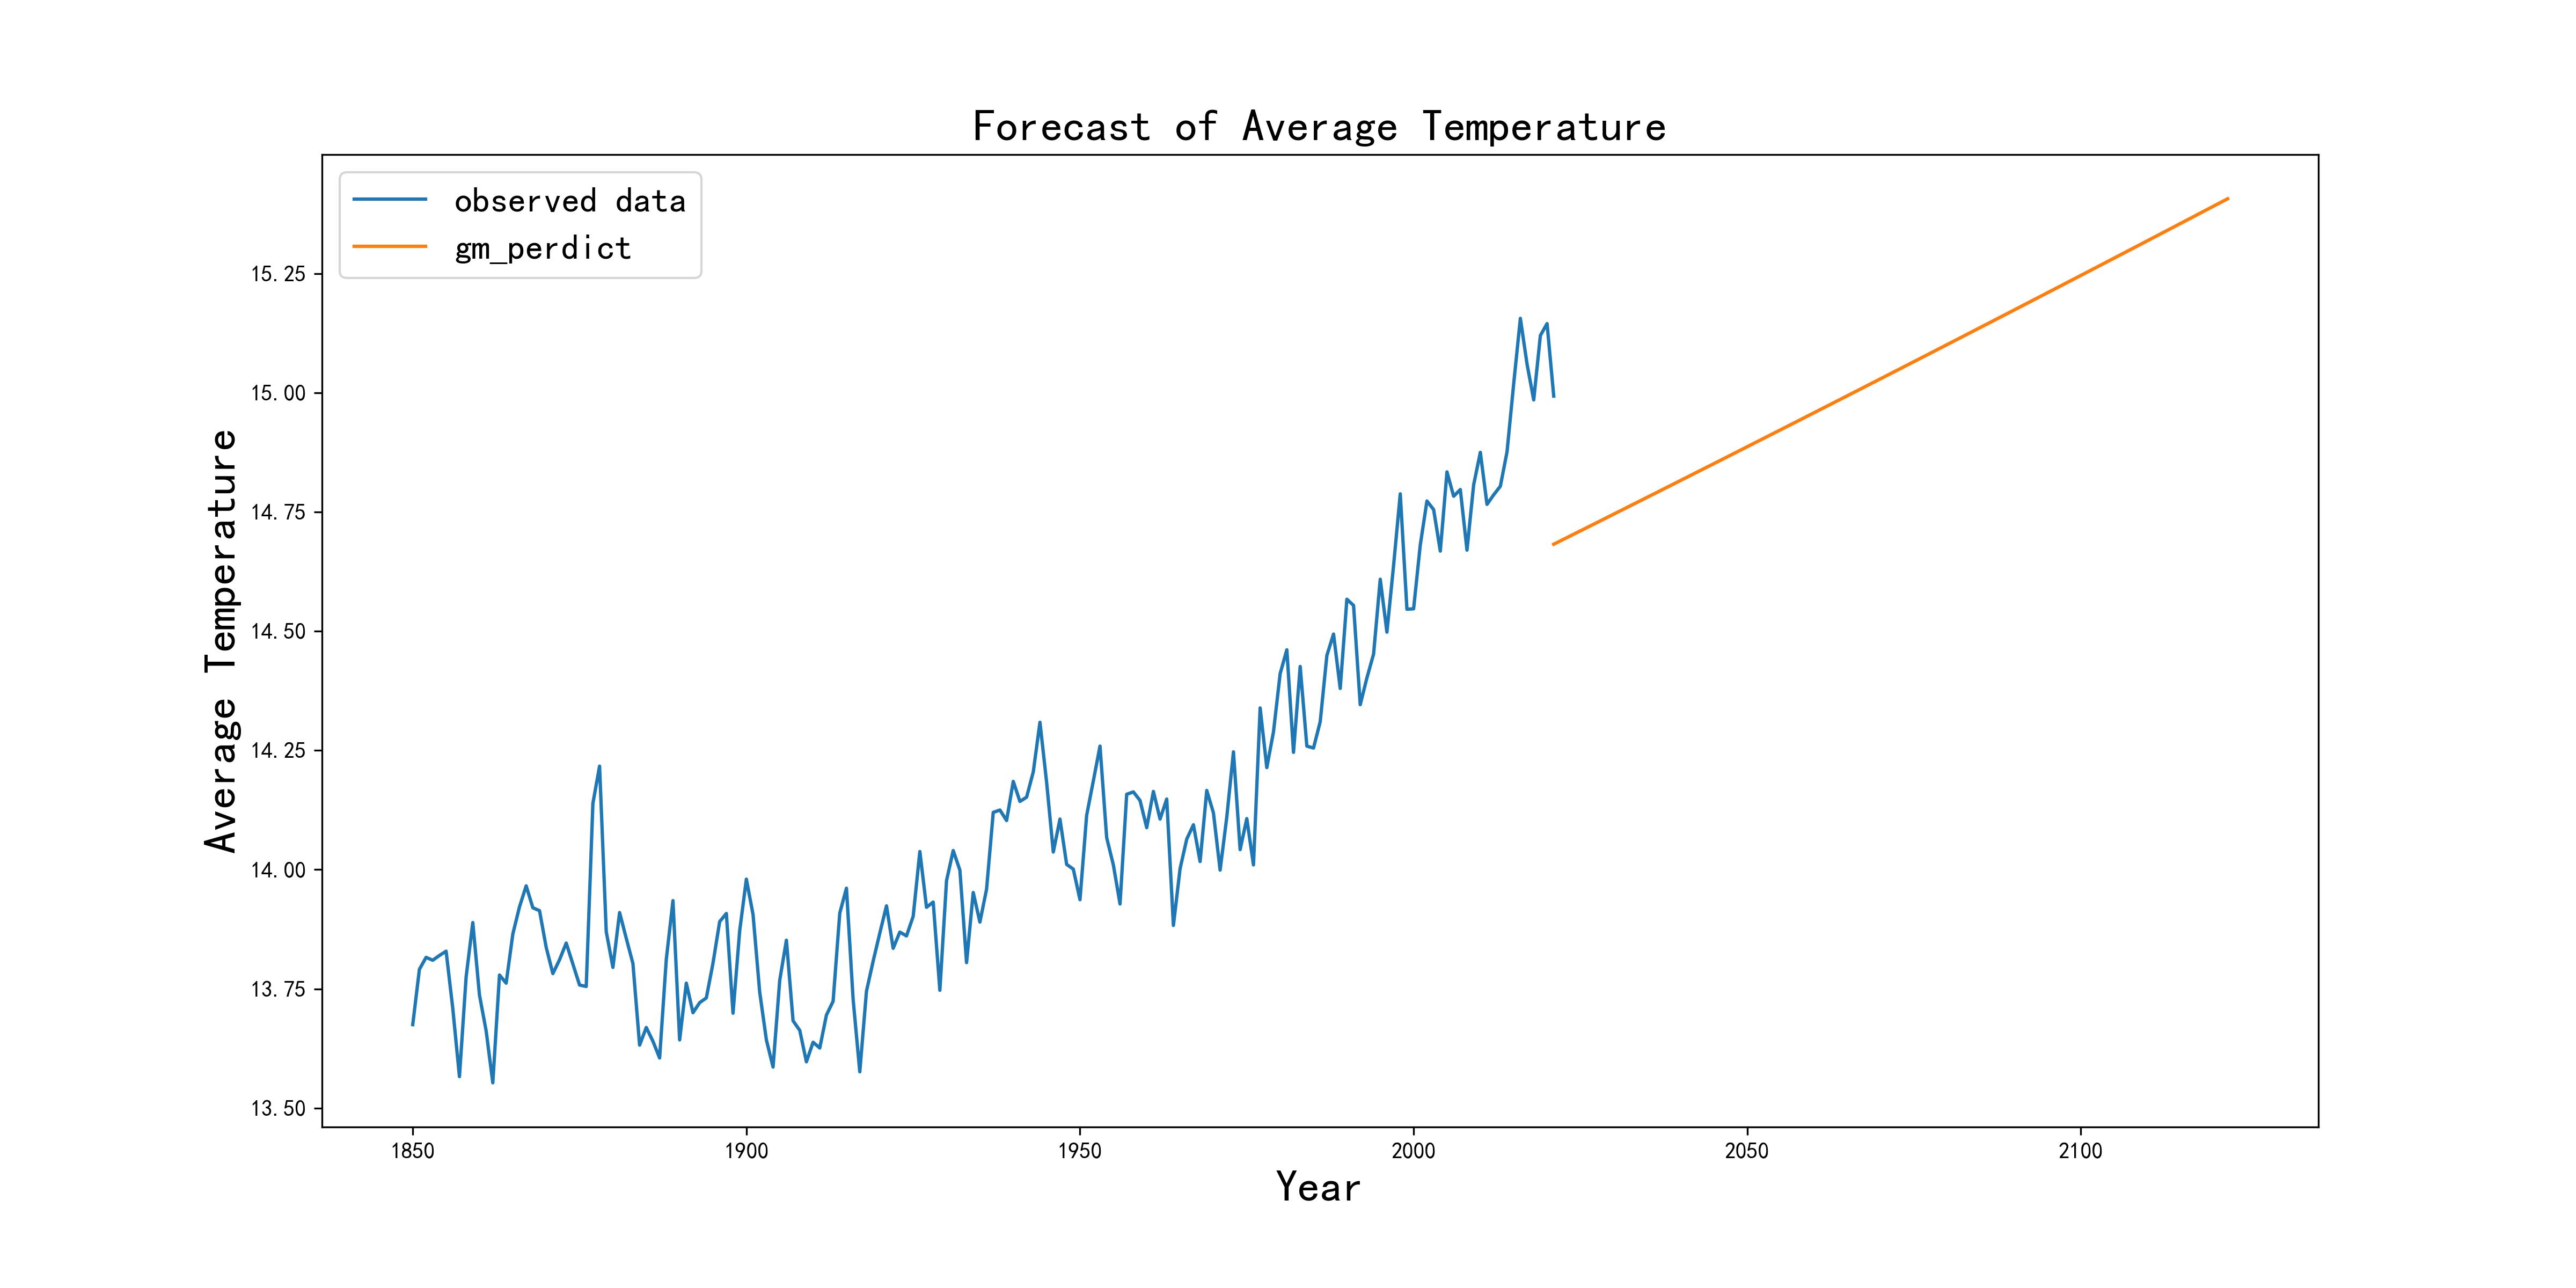 Forecast of Average Temperature
observed data
gm_perdict
15.25
15.00
14.75
14.50
14.25
14.00
13.75
13.50
Average Temperature
1850 1900 1950 2000 2050 2100
Year